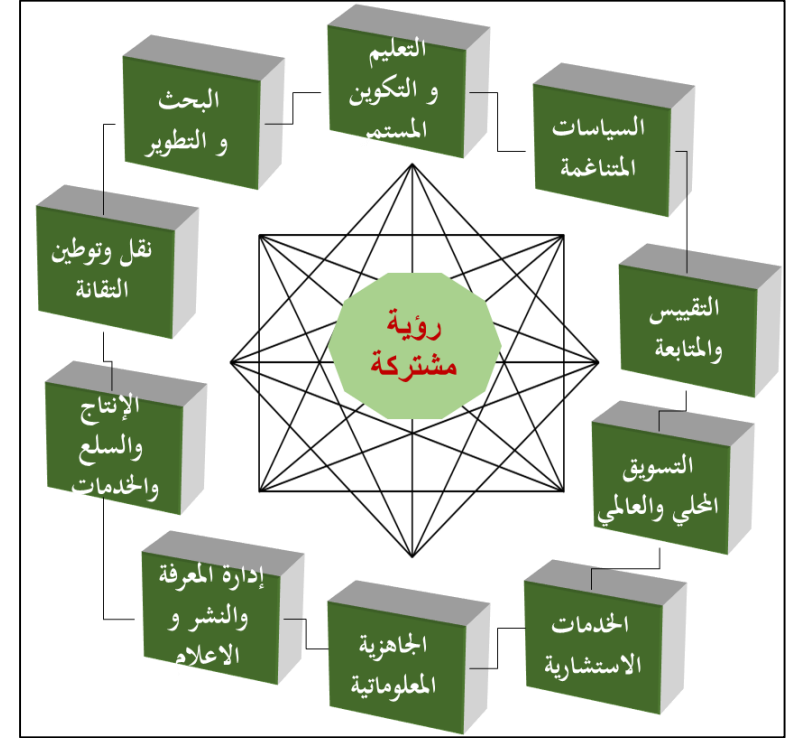 التعليم
و التكوين
المستمر
السياسات
المتناغمة
التقييس
والمتابعة
التسويق
المحلي والعالمي
الخدمات
الاستشارية
الجاهزية
المعلوماتية
إدارة المعرفة
والنشر و
الاعلام
الإنتاج
والسلع
والخدمات
نقل وتوطين
التقانة
البحث
و التطوير
رؤية
مشتركة